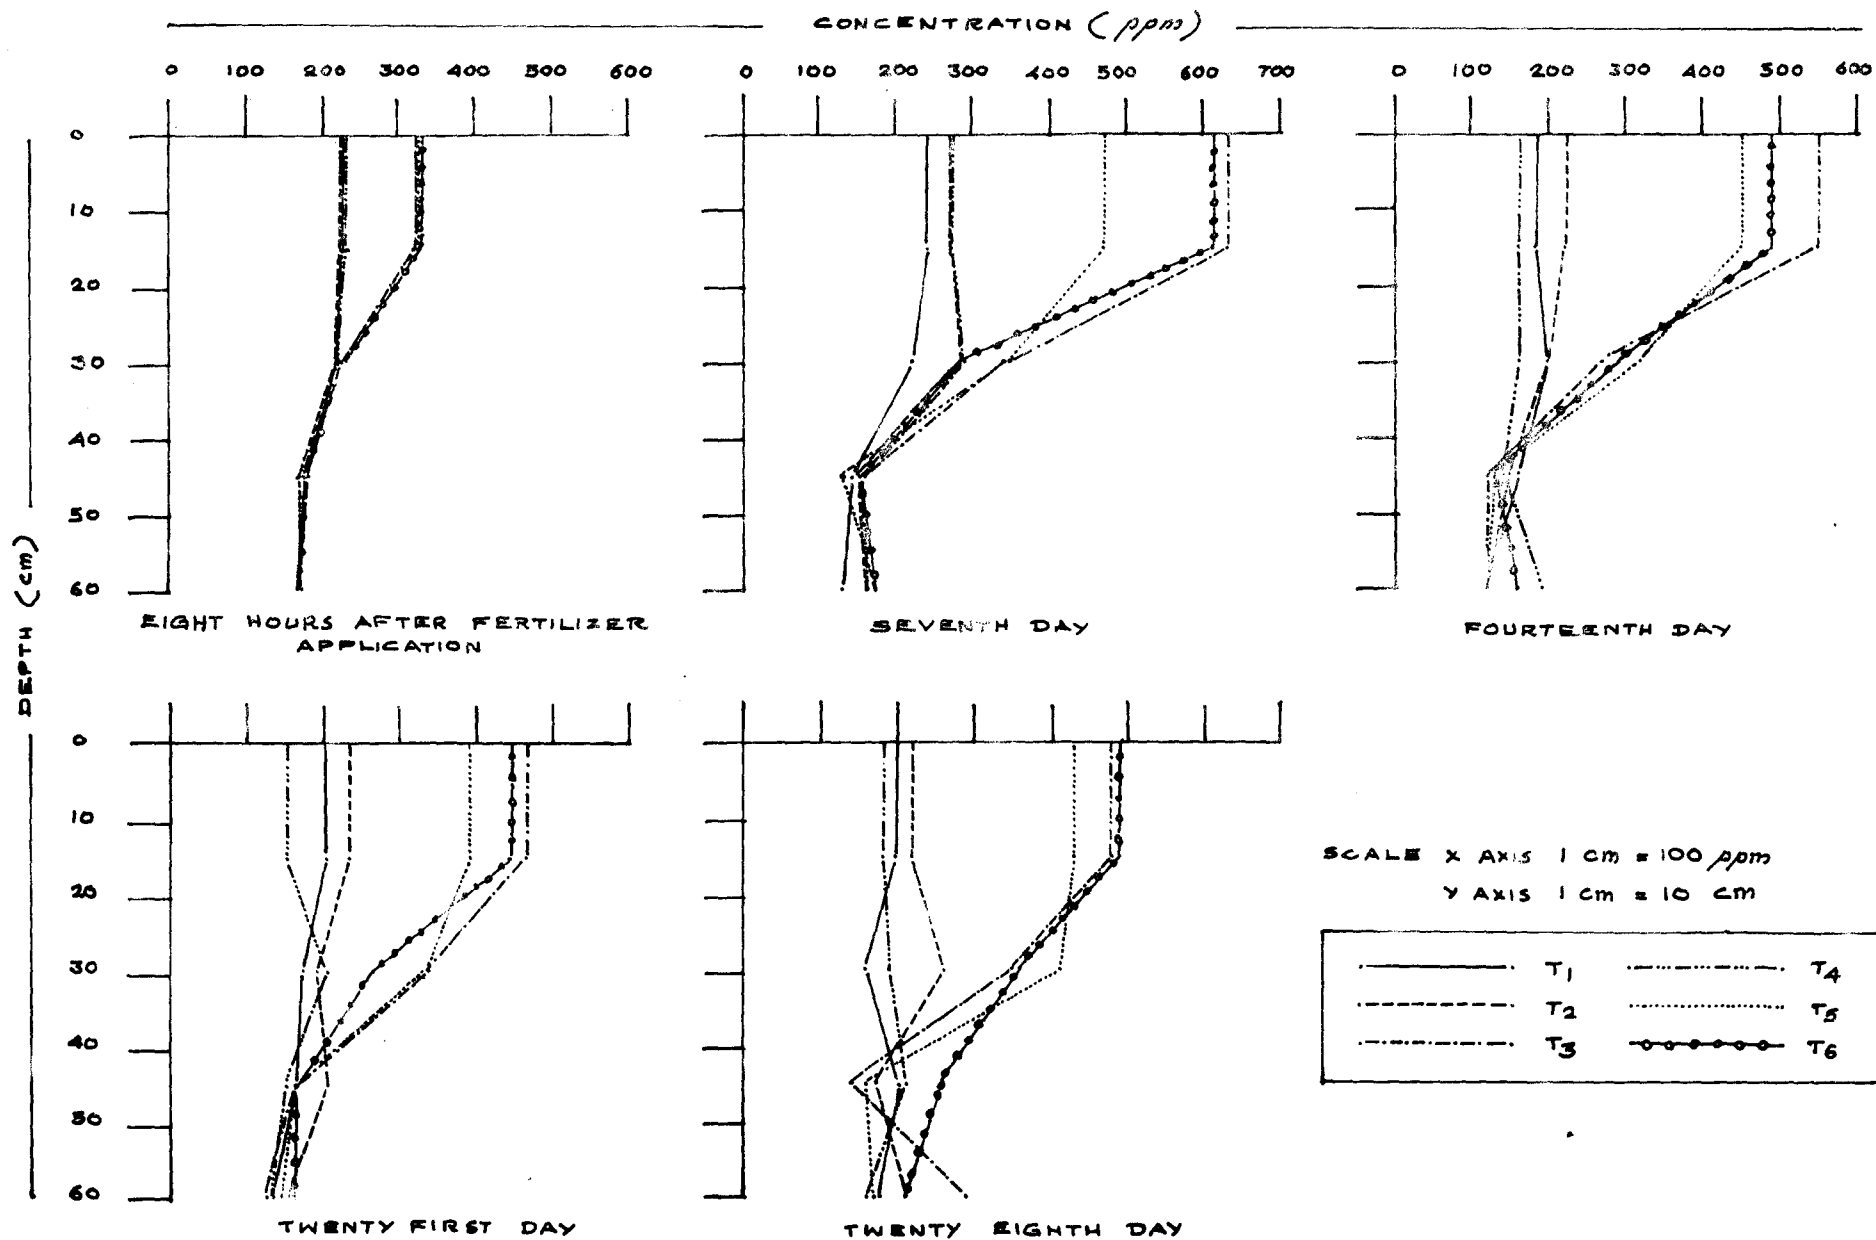 CONCENTRATION (ppm)
0 100 200 300 400 500 600
0 100 200 300 400 500 600 700
0 100 200 300 400 500 600
DEPTH (cm)
0
10
20
30
40
50
60
EIGHT HOURS AFTER FERTILIZER
APPLICATION
SEVENTH DAY
FOURTEENTH DAY
0
10
20
30
40
50
60
TWENTY FIRST DAY
TWENTY EIGHTH DAY
SCALE X AXIS 1 cm = 100 ppm
Y AXIS 1 cm = 10 cm
T1 T4
T2 T5
T3 T6